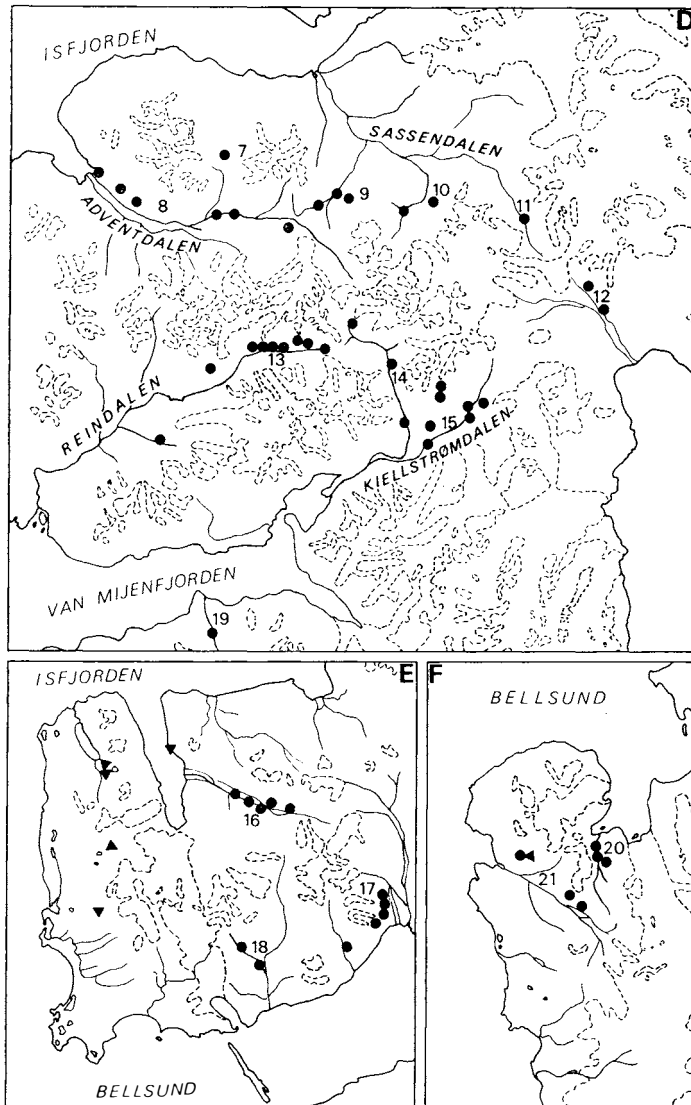 D
ISFJORDEN
SASSENDALEN
7
8
9
10
11
ADVENTDALEN
12
13
14
REINDALEN
15
KIELLSTRØMDALEN
VAN MIJENFJORDEN
19
E
ISFJORDEN
16
17
18
BELLSUND
F
BELLSUND
20
21